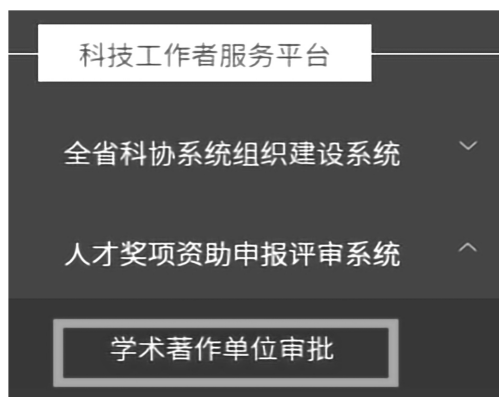 科技工作者服务平台
全省科协系统组织建设系统
人才奖项资助申报评审系统
学术著作单位审批